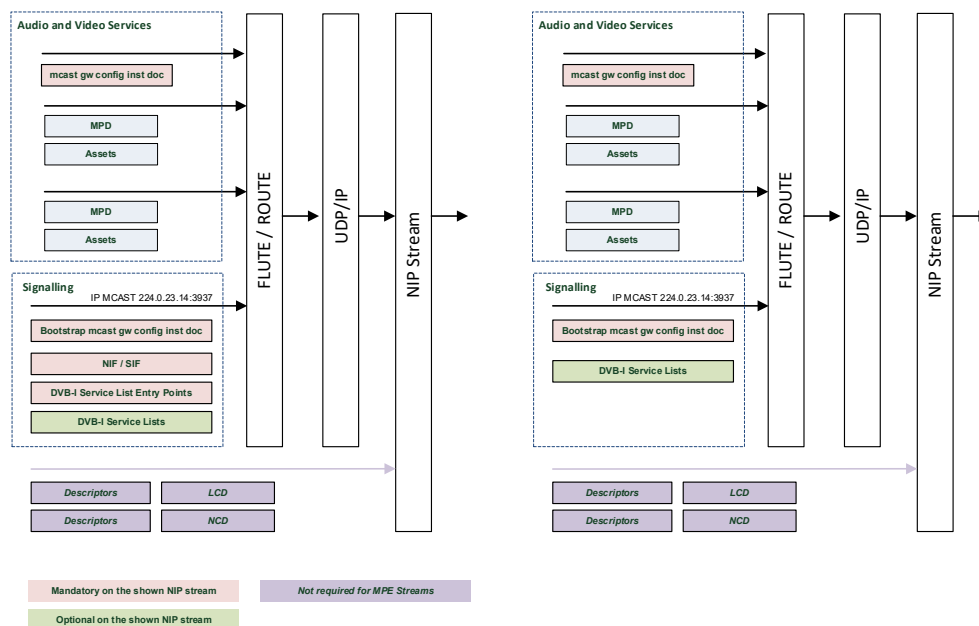 Audio and Video Services
mcast gw config inst doc
MPD
Assets
MPD
Assets
Signalling
IP MCAST 224.0.23.14:3937
Bootstrap mcast gw config inst doc
NIF / SIF
DVB-I Service List Entry Points
DVB-I Service Lists
FLUTE / ROUTE
UDP/IP
NIP Stream
Descriptors
LCD
Descriptors
NCD
Audio and Video Services
mcast gw config inst doc
MPD
Assets
MPD
Assets
Signalling
IP MCAST 224.0.23.14:3937
Bootstrap mcast gw config inst doc
DVB-I Service Lists
FLUTE / ROUTE
UDP/IP
NIP Stream
Descriptors
LCD
Descriptors
NCD
Mandatory on the shown NIP stream
Not required for MPE Streams
Optional on the shown NIP stream